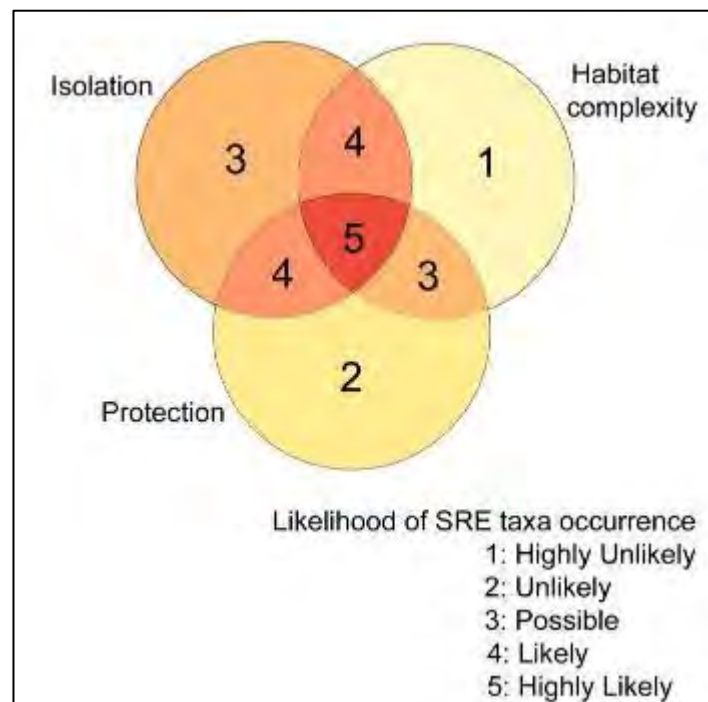 Isolation
Habitat
complexity
3
4
1
5
4
3
2
Protection
Likelihood of SRE taxa occurrence
1: Highly Unlikely
2: Unlikely
3: Possible
4: Likely
5: Highly Likely